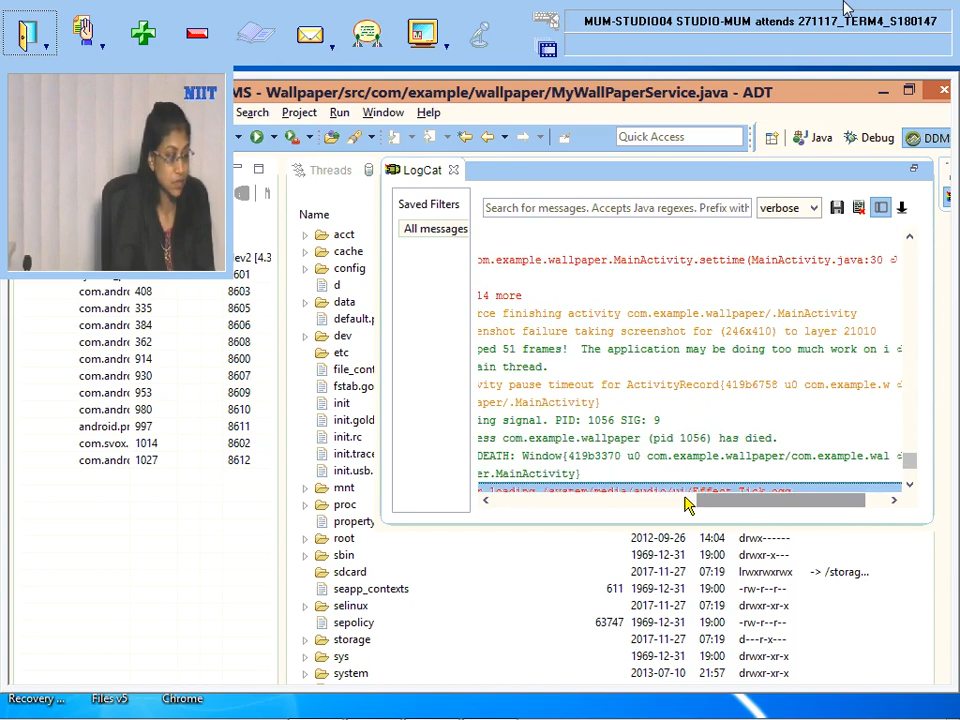 MUM-STUDIO04 STUDIO-MUM attends 271117_TERM4_S180147
NIIT
MS - Wallpaper/src/com/example/wallpaper/MyWallPaperService.java - ADT
Search Project Run Window Help
Quick Access
Java
Debug
DDM
Threads
LogCat
Saved Filters
All messages
Search for messages. Accepts Java regexes. Prefix with
verbose
om.example.wallpaper.MainActivity.settime(MainActivity.java:30
14 more
rce finishing activity com.example.wallpaper/.MainActivity
enshot failure taking screenshot for (246x410) to layer 21010
ped 51 frames! The application may be doing too much work on i
ain thread.
vity pause timeout for ActivityRecord{419b6758 u0 com.example.w
aper/.MainActivity}
ing signal. PID: 1056 SIG: 9
ess com.example.wallpaper (pid 1056) has died.
DEATH: Window{419b3370 u0 com.example.wallpaper/com.example.wal
er.MainActivity}
loading /system/media/audio/ui/Effect_Tick.ogg
ev2 [4.3
601
com.andr 408 8603
com.andr 335 8605
com.andr 384 8606
com.andr 362 8608
com.andr 914 8600
com.andr 930 8607
com.andr 953 8609
com.andr 980 8610
android.pr 997 8611
com.svox. 1014 8602
com.andr 1027 8612
Name
acct
cache
config
d
data
default.p
dev
etc
file_cont
fstab.go
init
init.gold
init.rc
init.trace
init.usb.
mnt
proc
property
root 2012-09-26 14:04 drwx------
sbin 1969-12-31 19:00 drwxr-x---
sdcard 2017-11-27 07:19 lrwxrwxrwx -> /storag...
seapp_contexts 611 1969-12-31 19:00 -rw-r--r--
selinux 2017-11-27 07:19 drwxr-xr-x
sepolicy 63747 1969-12-31 19:00 -rw-r--r--
storage 2017-11-27 07:19 d---r-x---
sys 1969-12-31 19:00 drwxr-xr-x
system 2013-07-10 21:57 drwxr-xr-x
Recovery ... Files v5 Chrome